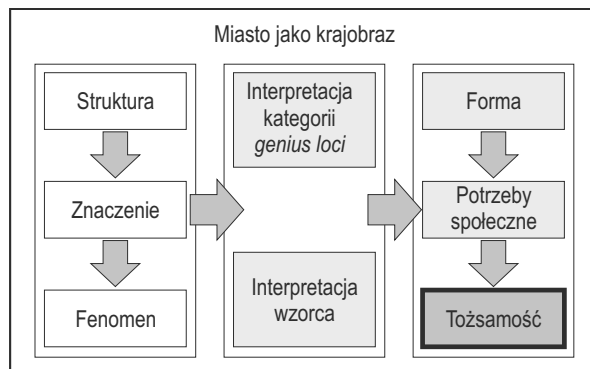 Miasto jako krajobraz
Struktura
Znaczenie
Fenomen
Interpretacja
kategorii
genius loci
Interpretacja
wzorca
Forma
Potrzeby
społeczne
Tożsamość